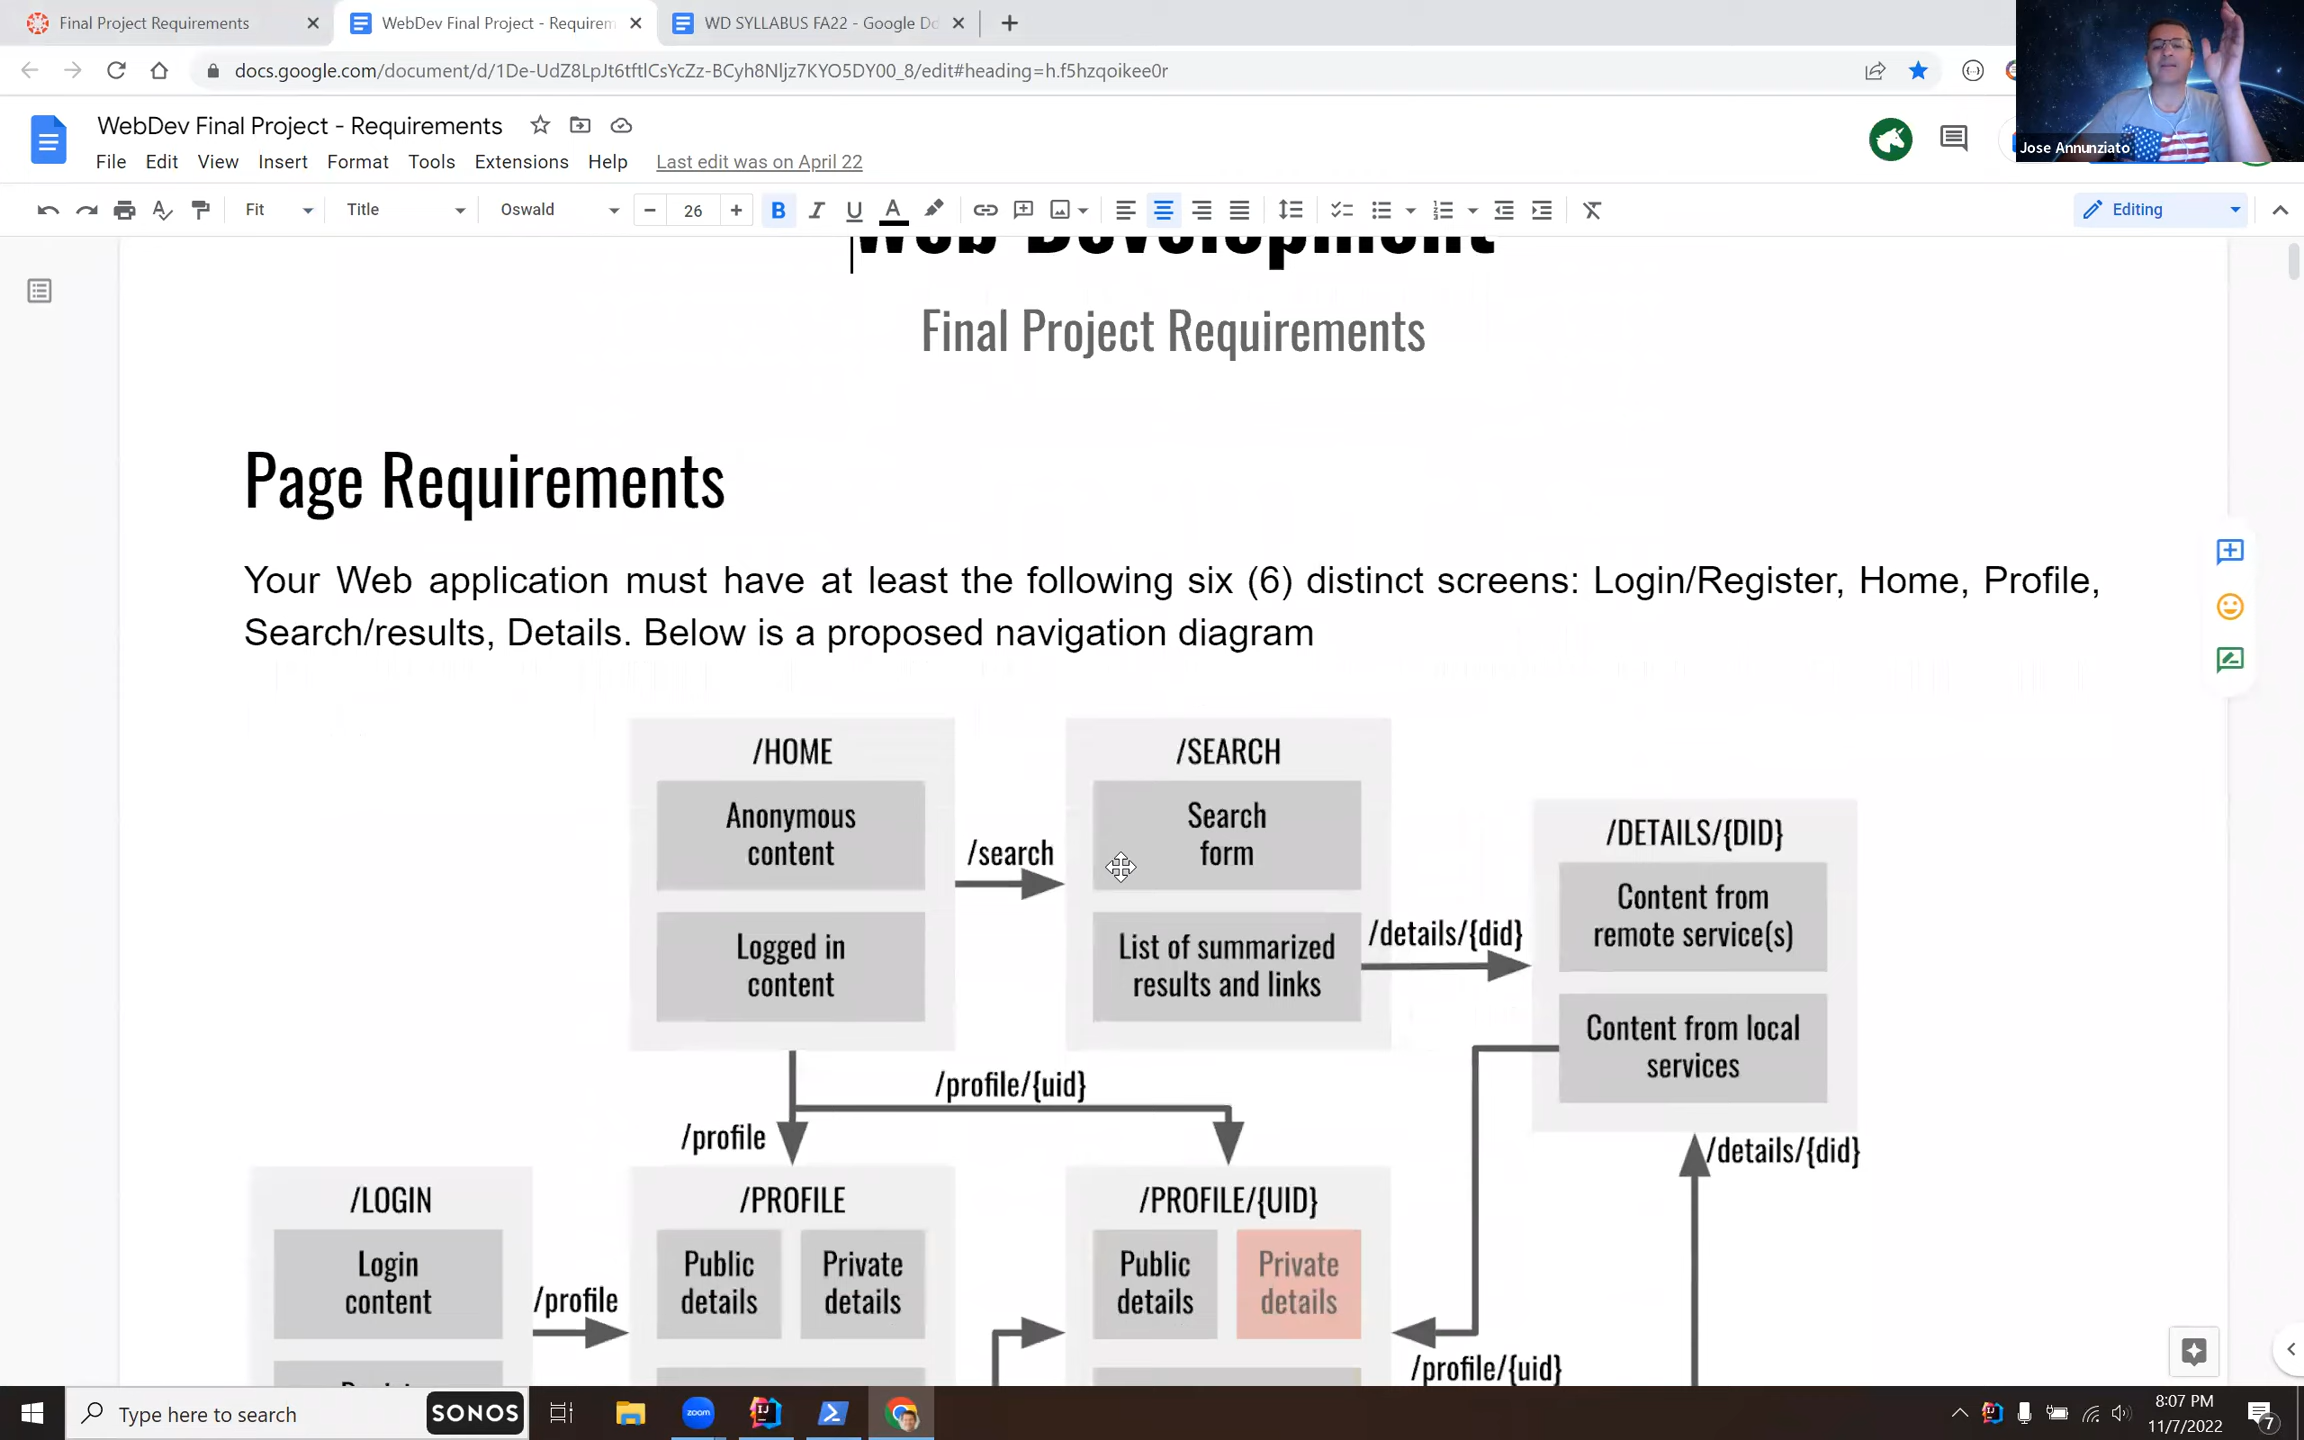 Final Project Requirements
WebDev Final Project - Requirem
WD SYLLABUS FA22 - Google Do
docs.google.com/document/d/1De-UdZ8LpJt6tftlCsYcZz-BCyh8Nljz7KYO5DY00_8/edit#heading=h.f5hzqoikee0r
WebDev Final Project - Requirements
File Edit View Insert Format Tools Extensions Help Last edit was on April 22
Jose Annunziato
Fit Title Oswald 26 B I U A Editing
Web Development
Final Project Requirements
Page Requirements
Your Web application must have at least the following six (6) distinct screens: Login/Register, Home, Profile,
Search/results, Details. Below is a proposed navigation diagram
/HOME
Anonymous
content
Logged in
content
/search
/SEARCH
Search
form
List of summarized
results and links
/details/{did}
/DETAILS/{DID}
Content from
remote service(s)
Content from local
services
/profile/{uid}
/profile
/details/{did}
/LOGIN
Login
content
/profile
/PROFILE
Public
details
Private
details
/PROFILE/{UID}
Public
details
Private
details
/profile/{uid}
Type here to search
SONOS
zoom
8:07 PM
11/7/2022
7